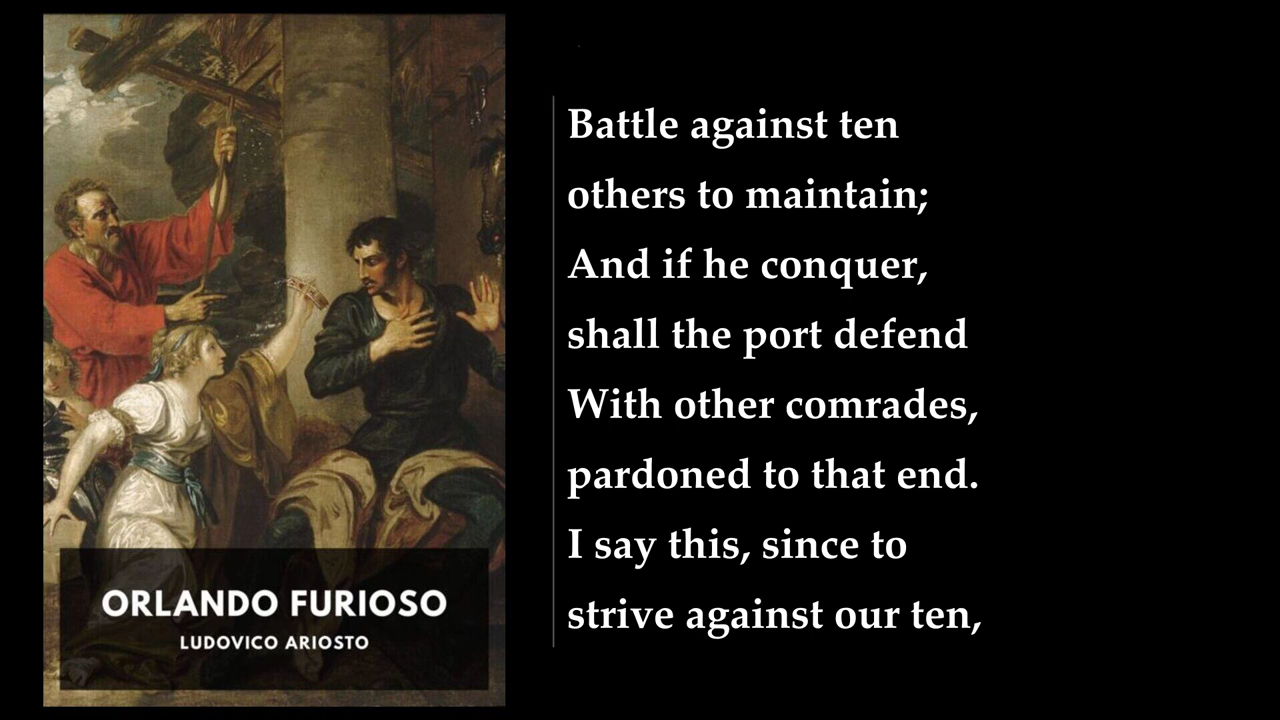 ORLANDO FURIOSO
LUDOVICO ARIOSTO
Battle against ten
others to maintain;
And if he conquer,
shall the port defend
With other comrades,
pardoned to that end.
I say this, since to
strive against our ten,